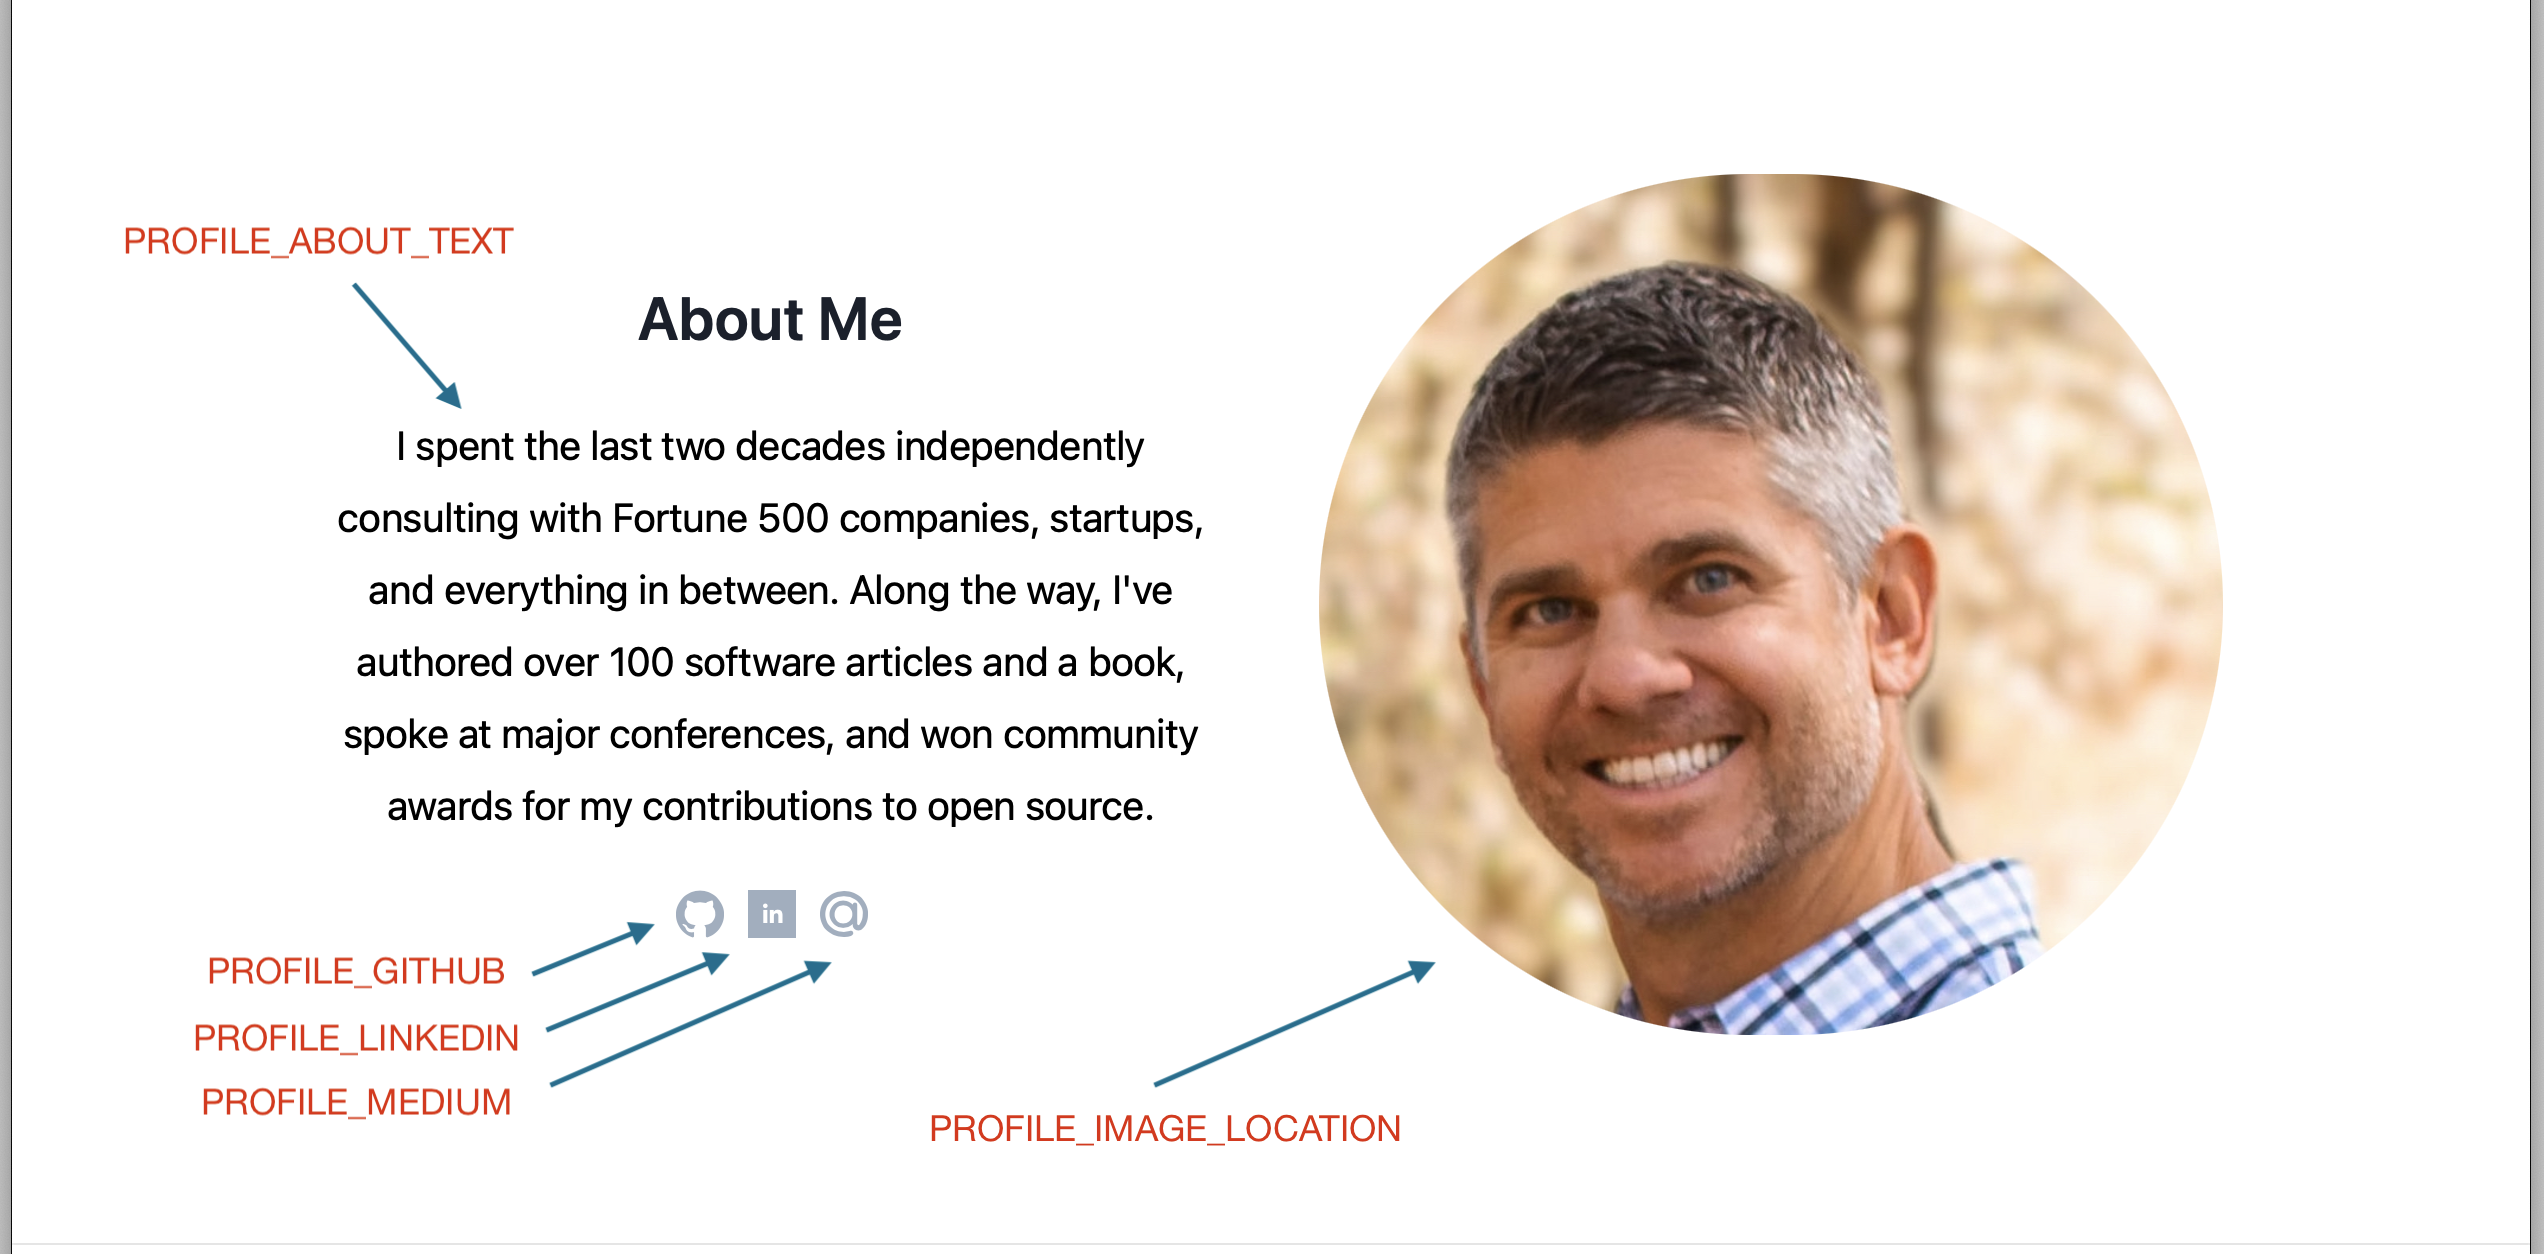 PROFILE_ABOUT_TEXT
About Me
I spent the last two decades independently
consulting with Fortune 500 companies, startups,
and everything in between. Along the way, I've
authored over 100 software articles and a book,
spoke at major conferences, and won community
awards for my contributions to open source.
in @
PROFILE_GITHUB
PROFILE_LINKEDIN
PROFILE_MEDIUM
PROFILE_IMAGE_LOCATION